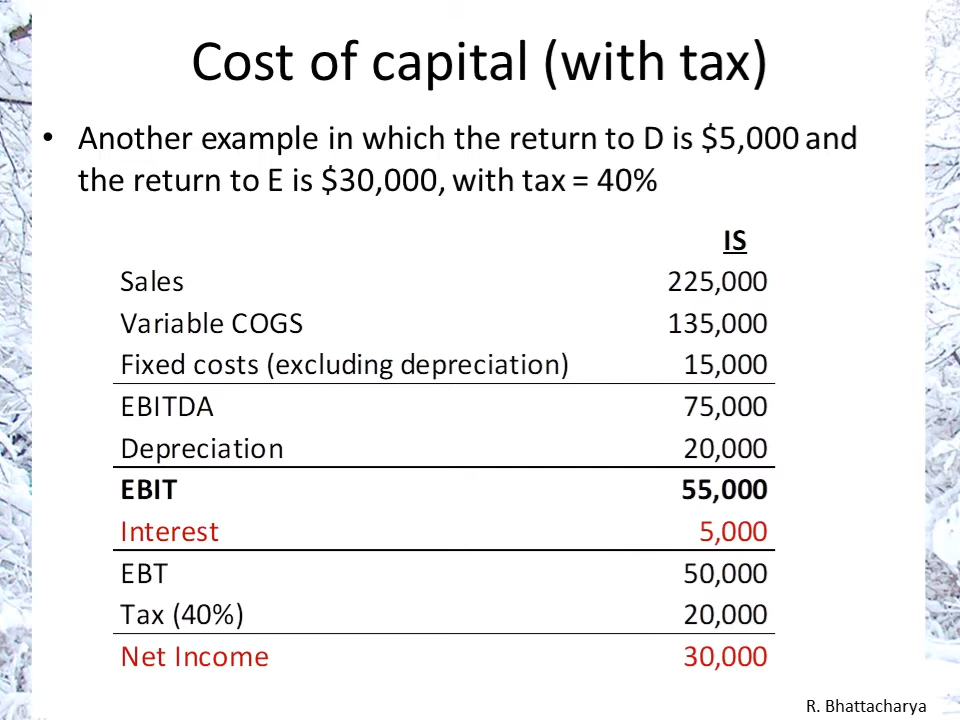 Cost of capital (with tax)
• Another example in which the return to D is $5,000 and
the return to E is $30,000, with tax = 40%
IS
Sales 225,000
Variable COGS 135,000
Fixed costs (excluding depreciation) 15,000
EBITDA 75,000
Depreciation 20,000
EBIT 55,000
Interest 5,000
EBT 50,000
Tax (40%) 20,000
Net Income 30,000
R. Bhattacharya